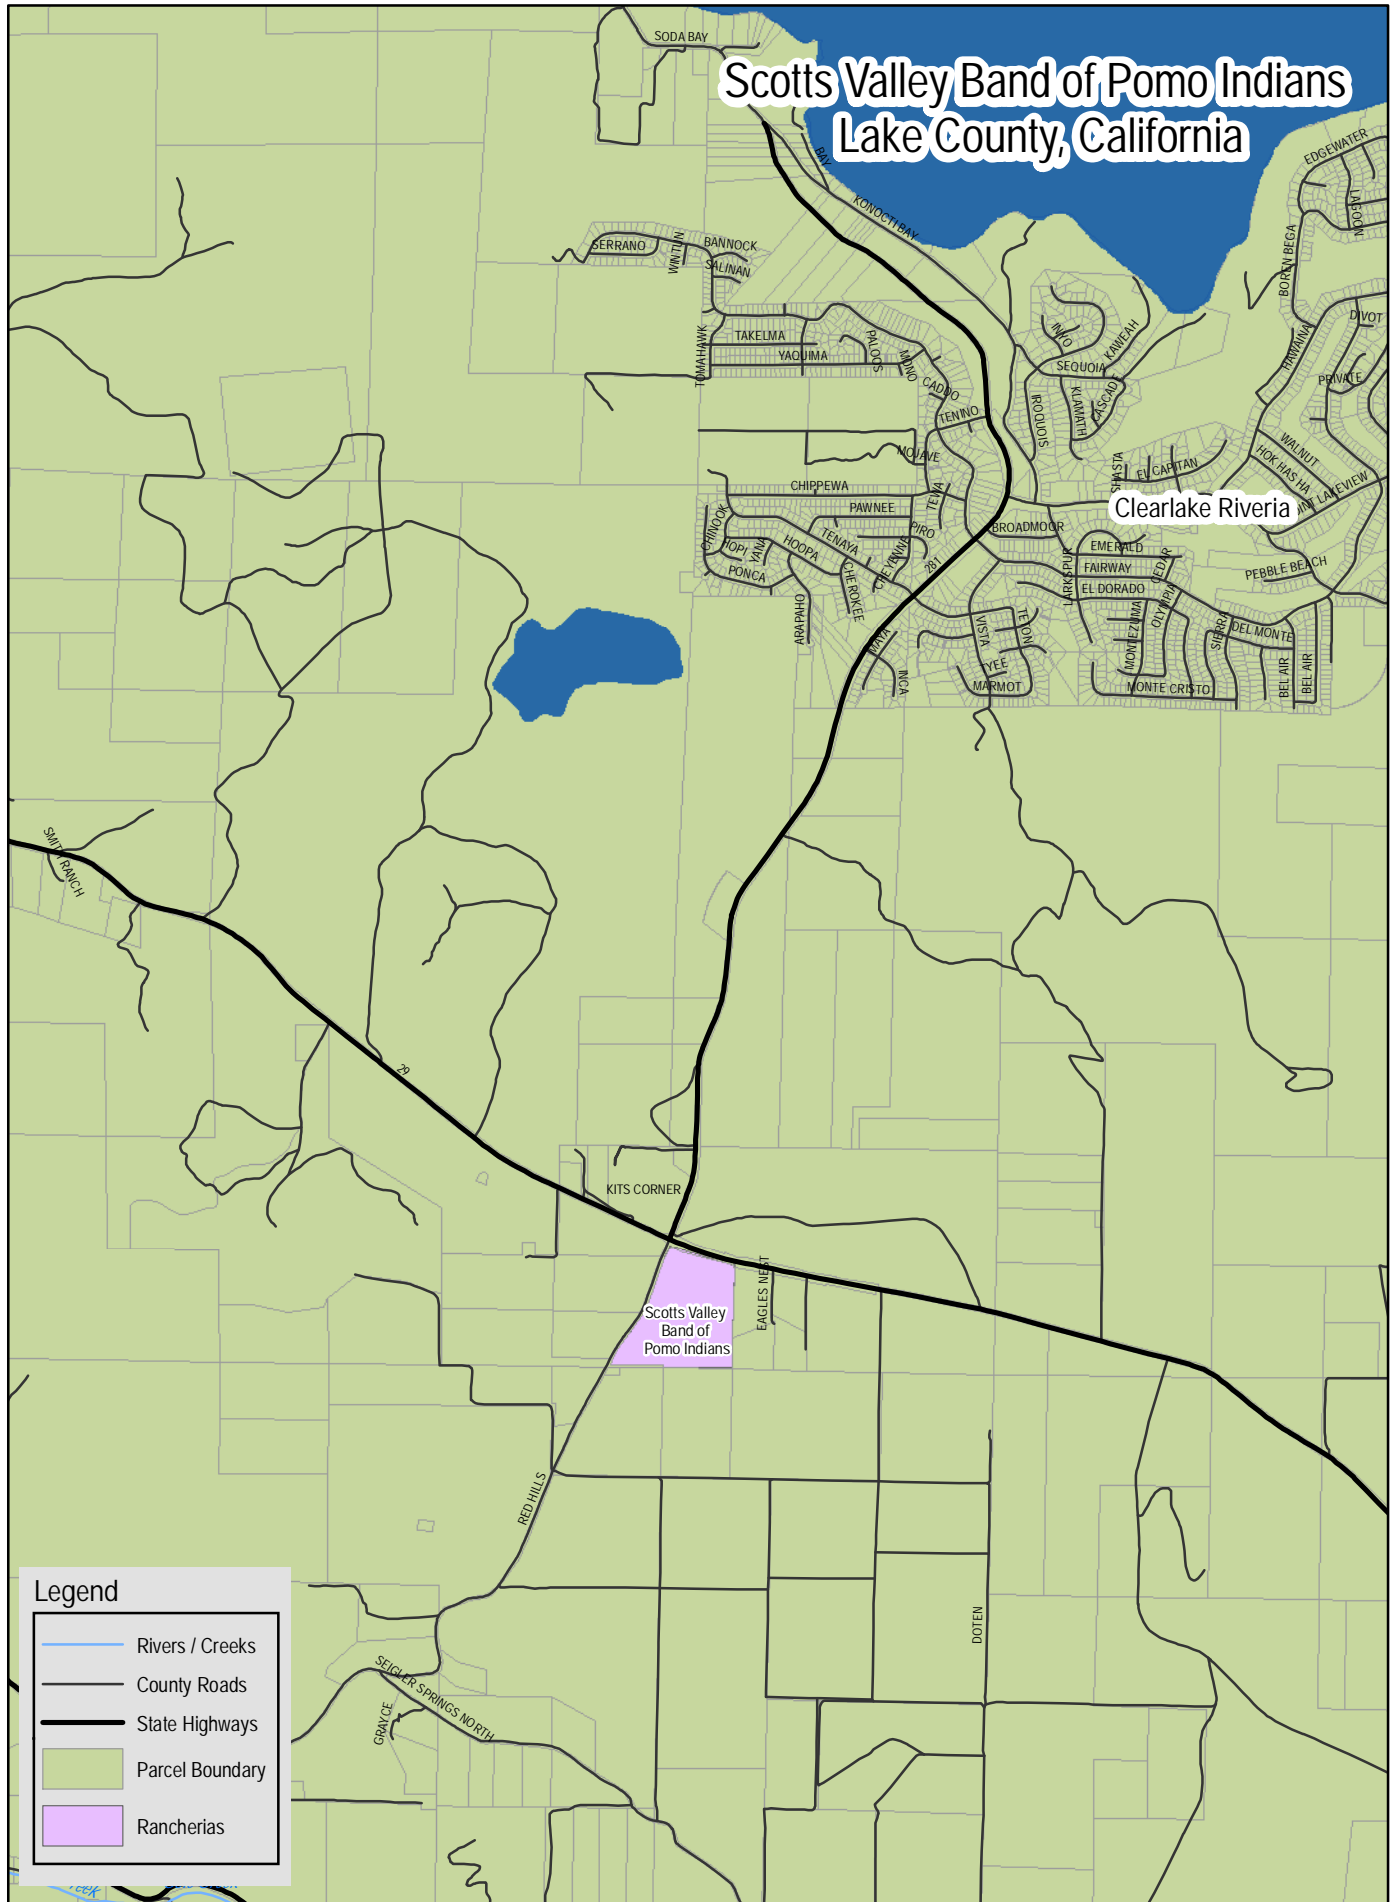 Scotts Valley Band of Pomo Indians
Lake County, California
SODA BAY
BAY
KONOCTI BAY
EDGEWATER
LAGOON
BOREN BEGA
SERRANO
WINTUN
BANNOCK
SALINAN
TOMAHAWK
TAKELMA
YAQUIMA
PALOOS
MONO
CADDO
TENINO
INYO
KAWEAH
SEQUOIA
IROQUOIS
KLAMATH
CASCADE
HAWAINA
DIVOT
PRIVATE
WALNUT
HOK HAS HA
LAKEVIEW
MOJAVE
SHASTA
EL CAPITAN
Clearlake Riveria
CHIPPEWA
TEWA
PAWNEE
CHINOOK
HOPI
YANA
HOOPA
TENAYA
PIRO
CHEYENNE
PONCA
CHEROKEE
ARAPAHO
281
BROADMOOR
EMERALD
FAIRWAY
CEDAR
PEBBLE BEACH
LARKSPUR
EL DORADO
MONTEZUMA
OLYMPIA
SIERRA
DEL MONTE
BEL AIR
BEL AIR
MONTE CRISTO
MAYA
INCA
VISTA
TETON
TYEE
MARMOT
SMITH RANCH
29
KITS CORNER
EAGLES NEST
Scotts Valley
Band of
Pomo Indians
RED HILLS
DOTEN
SEIGLER SPRINGS NORTH
GRAYCE
Legend
Rivers / Creeks
County Roads
State Highways
Parcel Boundary
Rancherias